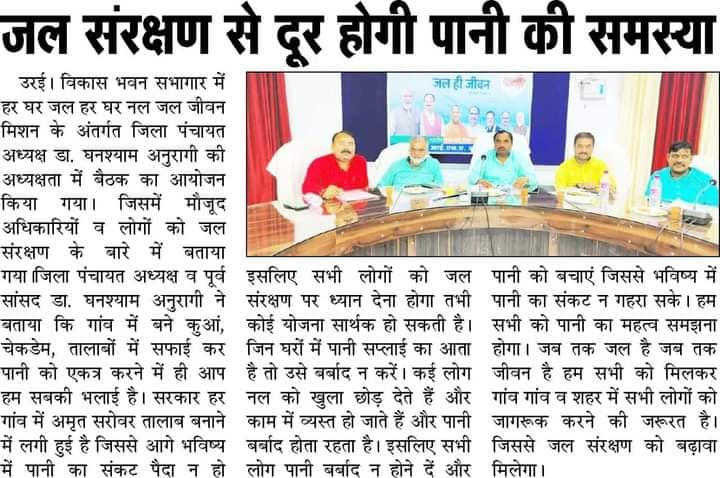 जल संरक्षण से दूर होगी पानी की समस्या
उरई। विकास भवन सभागार में
हर घर जल हर घर नल जल जीवन
मिशन के अंतर्गत जिला पंचायत
अध्यक्ष डा. घनश्याम अनुरागी की
अध्यक्षता में बैठक का आयोजन
किया गया। जिसमें मौजूद
अधिकारियों व लोगों को जल
संरक्षण के बारे में बताया
गया।जिला पंचायत अध्यक्ष व पूर्व
सांसद डा. घनश्याम अनुरागी ने
बताया कि गांव में बने कुआं,
चेकडेम, तालाबों में सफाई कर
पानी को एकत्र करने में ही आप
हम सबकी भलाई है। सरकार हर
गांव में अमृत सरोवर तालाब बनाने
में लगी हुई है जिससे आगे भविष्य
में पानी का संकट पैदा न हो
जल ही जीवन
इसलिए सभी लोगों को जल
संरक्षण पर ध्यान देना होगा तभी
कोई योजना सार्थक हो सकती है।
जिन घरों में पानी सप्लाई का आता
है तो उसे बर्बाद न करें। कई लोग
नल को खुला छोड़ देते हैं और
काम में व्यस्त हो जाते हैं और पानी
बर्बाद होता रहता है। इसलिए सभी
लोग पानी बर्बाद न होने दें और
पानी को बचाएं जिससे भविष्य में
पानी का संकट न गहरा सके। हम
सभी को पानी का महत्व समझना
होगा। जब तक जल है जब तक
जीवन है हम सभी को मिलकर
गांव गांव व शहर में सभी लोगों को
जागरूक करने की जरूरत है।
जिससे जल संरक्षण को बढ़ावा
मिलेगा।